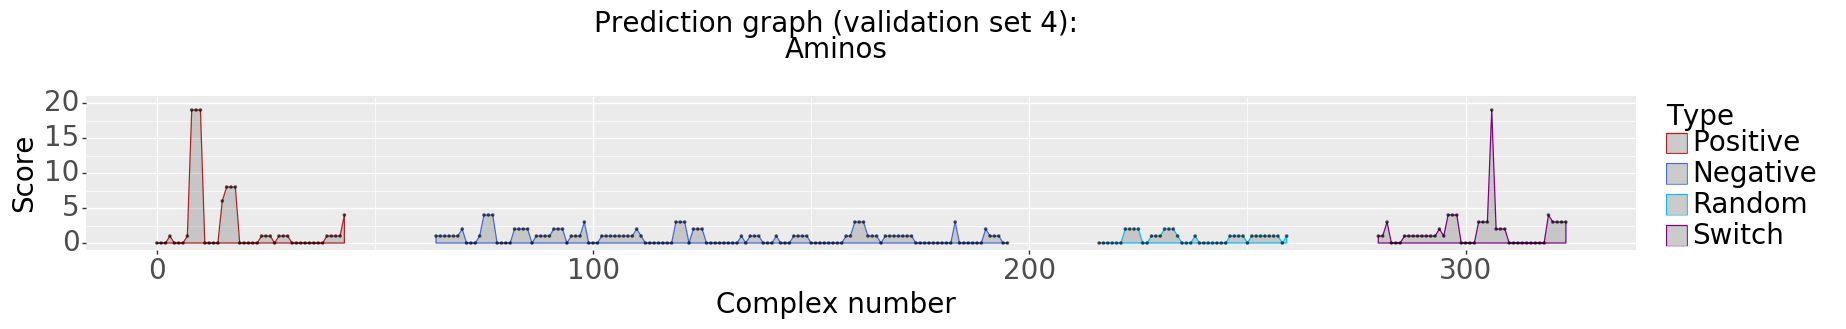 Prediction graph (validation set 4):
Aminos
20
15
10
5
0
Score
0 100 200 300
Complex number
Type
Positive
Negative
Random
Switch